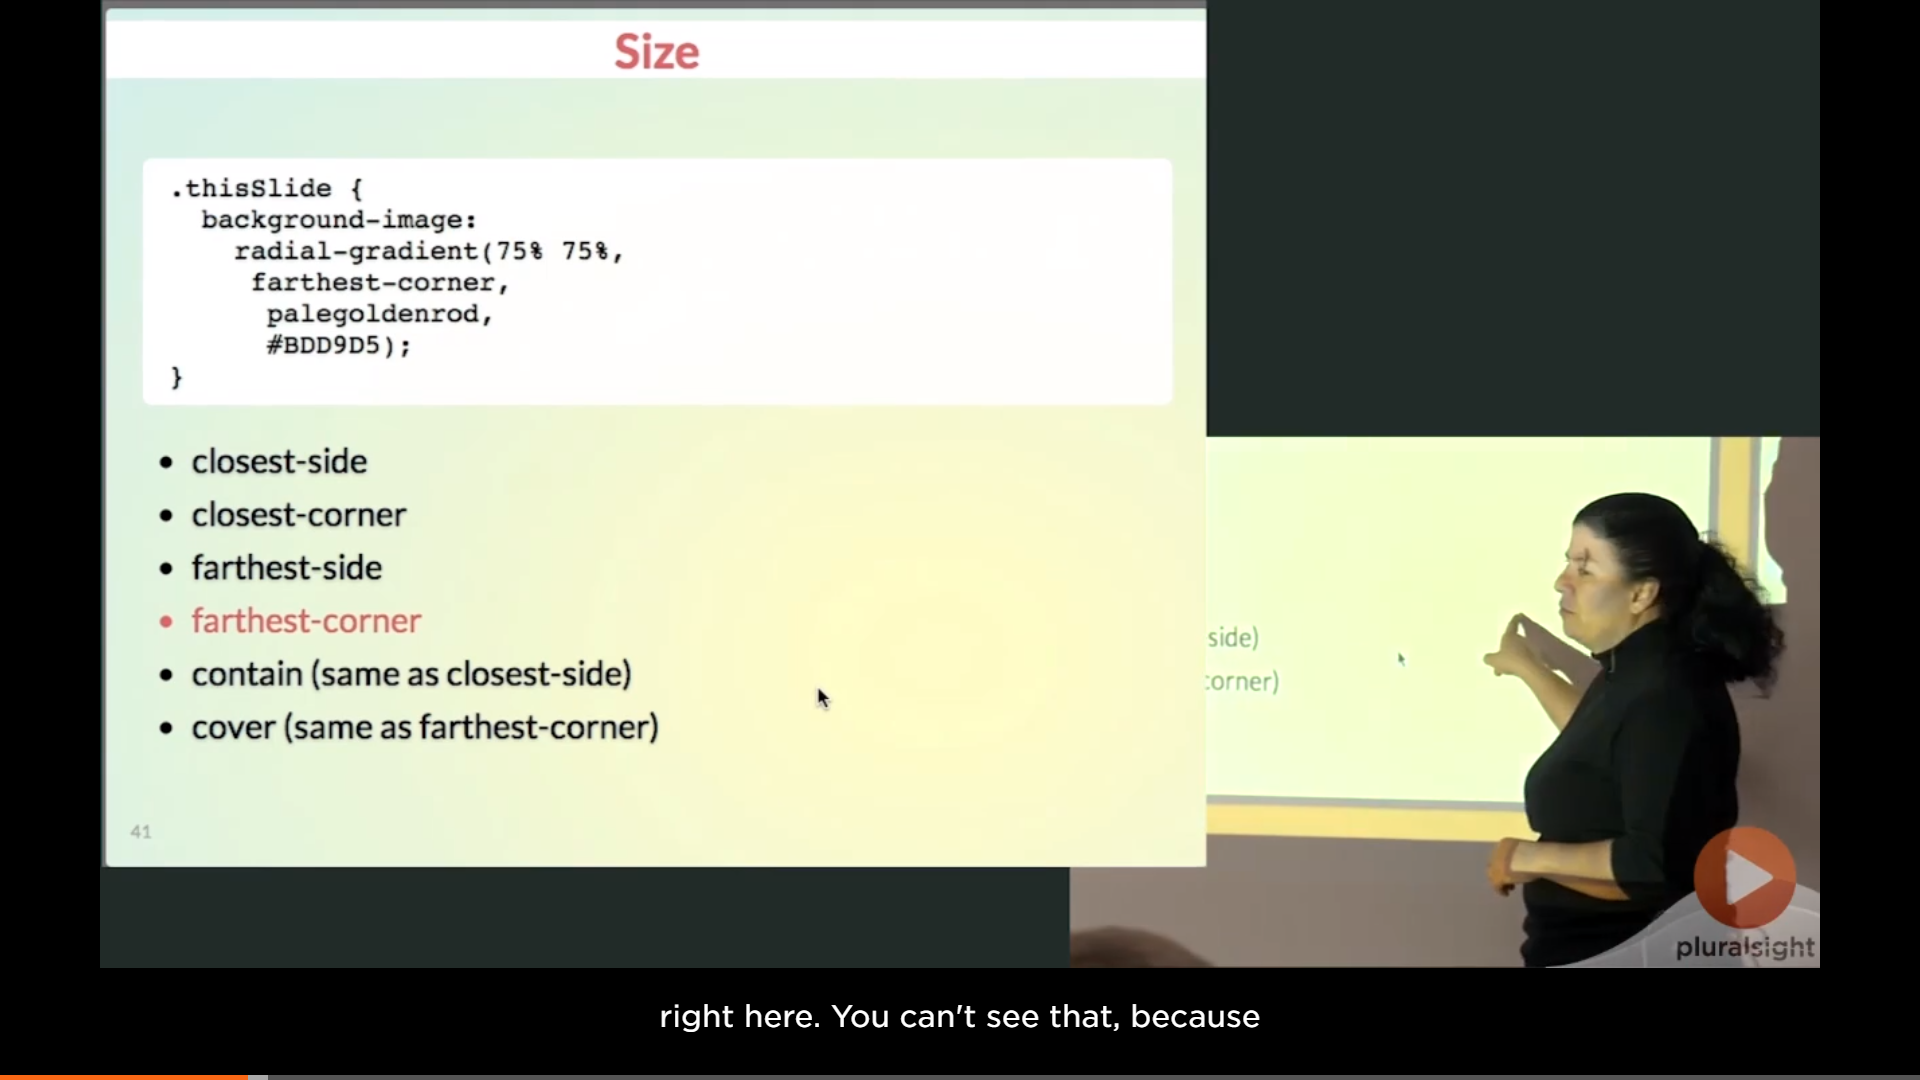 Size
.thisSlide {
background-image:
radial-gradient(75% 75%,
farthest-corner,
palegoldenrod,
#BDD9D5);
}
• closest-side
• closest-corner
• farthest-side
• farthest-corner
• contain (same as closest-side)
• cover (same as farthest-corner)
41
side)
corner)
pluralsight
right here. You can't see that, because